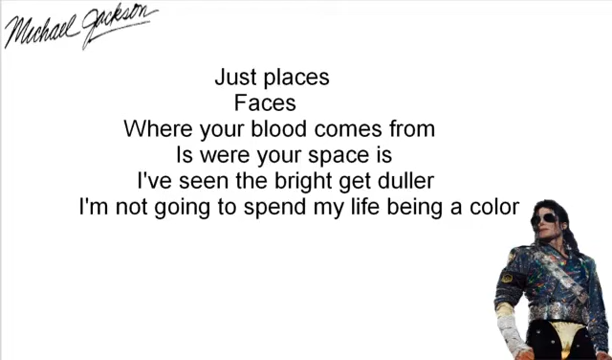 Michael Jackson
Just places
Faces
Where your blood comes from
Is were your space is
I've seen the bright get duller
I'm not going to spend my life being a color